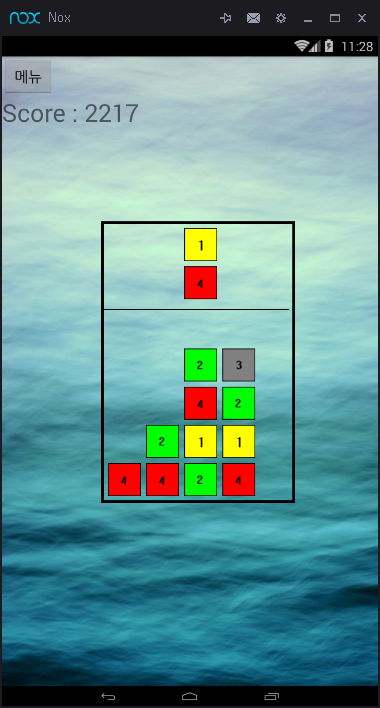 nox Nox
11:28
메뉴
Score : 2217
1
4
2 3
4 2
2 1 1
4 4 2 4